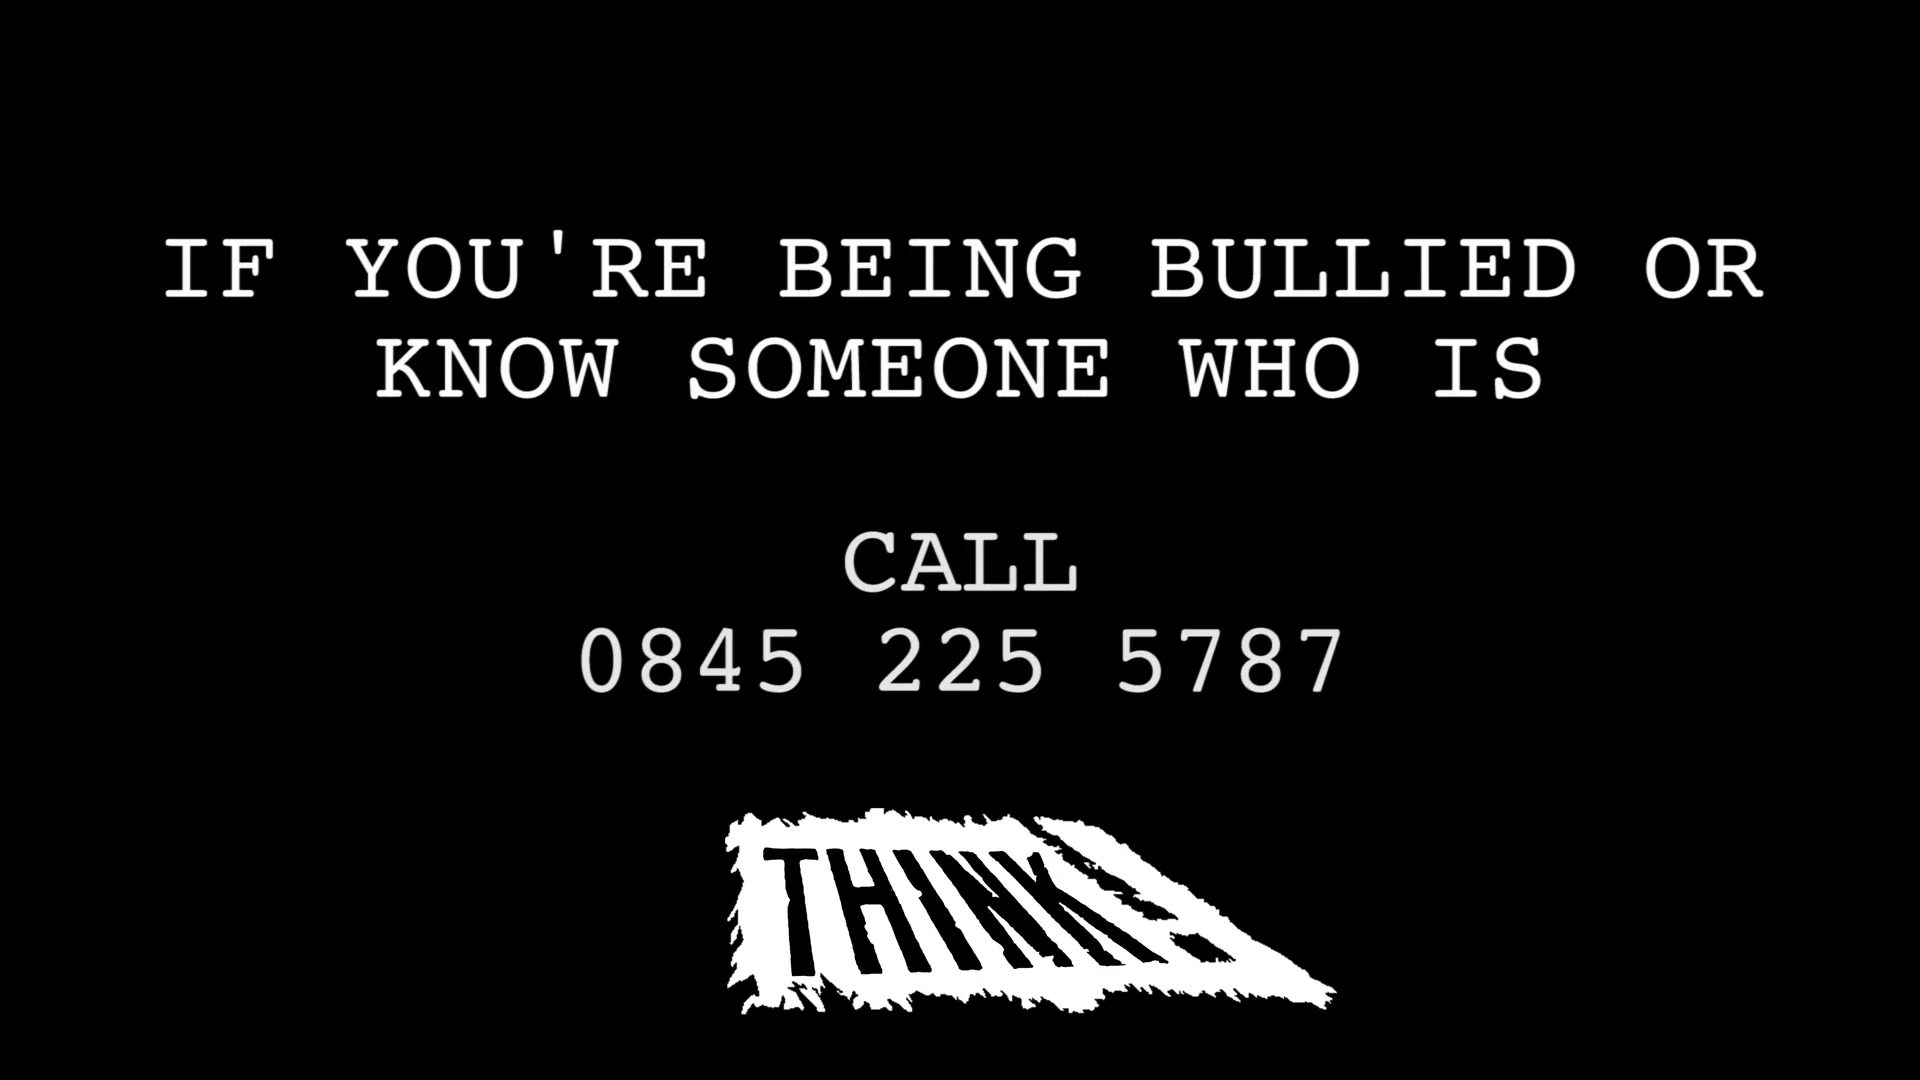 IF YOU'RE BEING BULLIED OR
KNOW SOMEONE WHO IS
CALL
0845 225 5787
THINK!